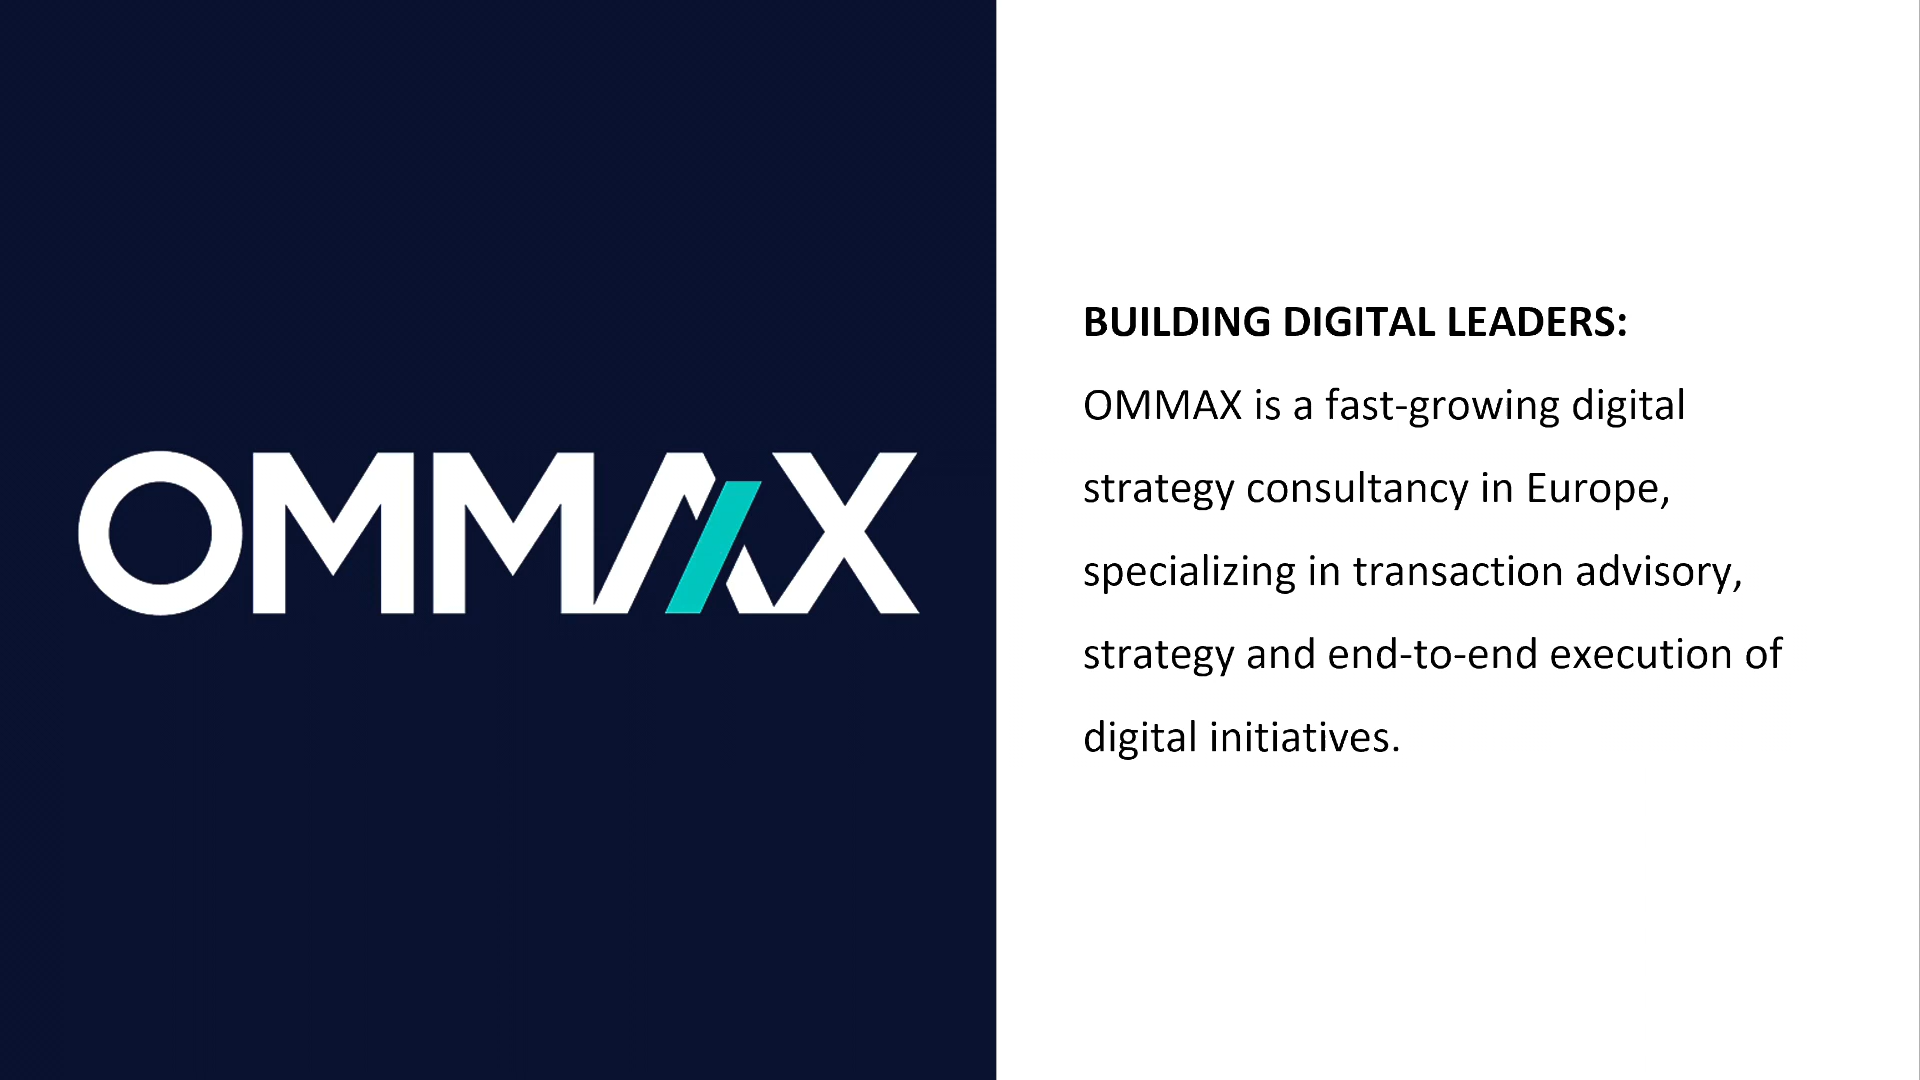 OMMAX
BUILDING DIGITAL LEADERS:
OMMAX is a fast-growing digital
strategy consultancy in Europe,
specializing in transaction advisory,
strategy and end-to-end execution of
digital initiatives.